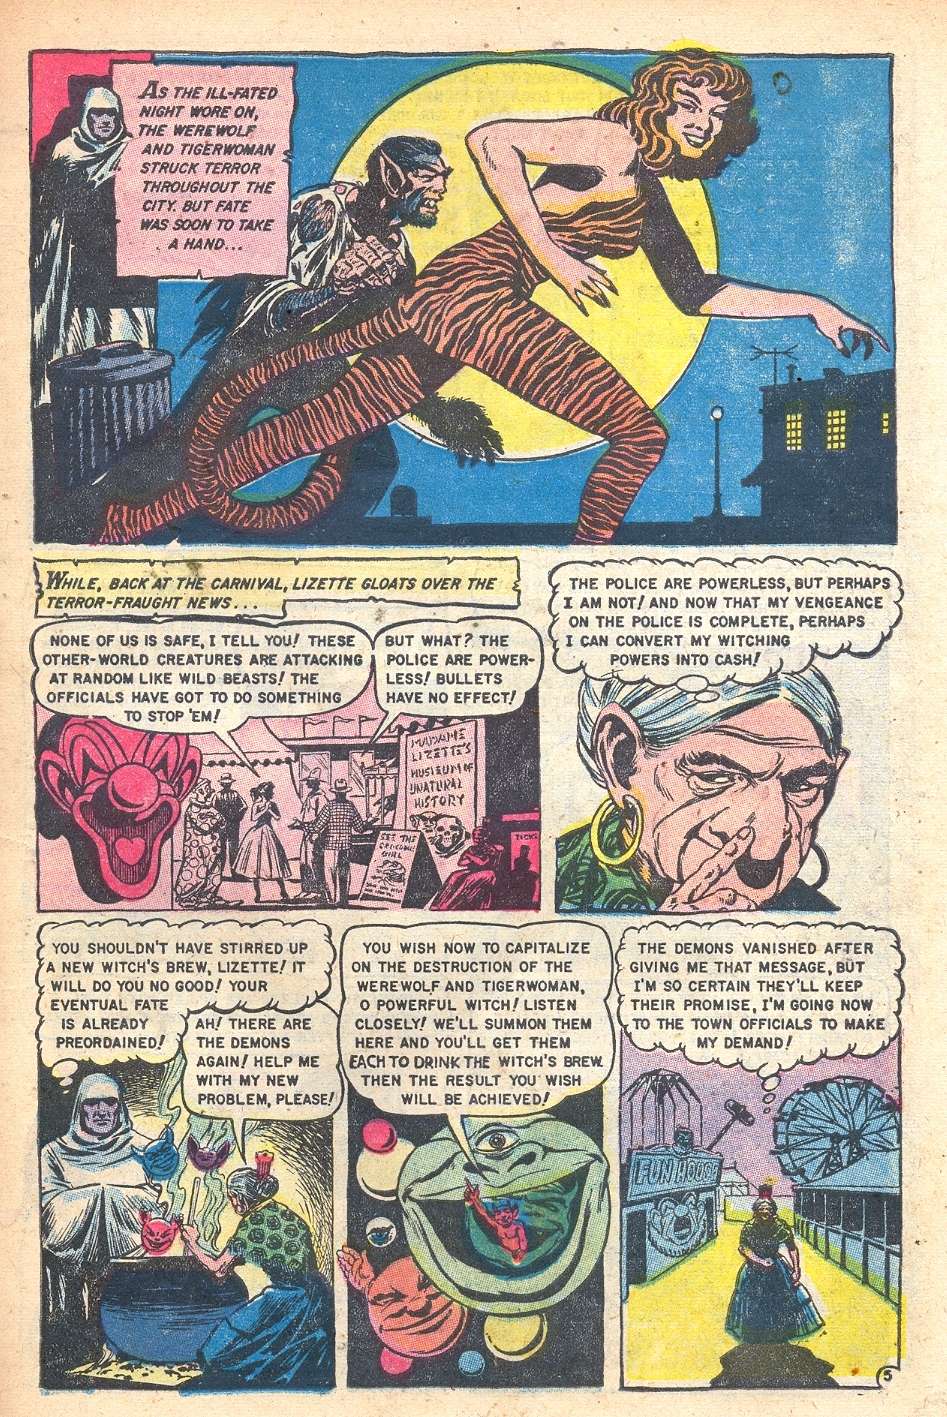 AS THE ILL-FATED
NIGHT WORE ON,
THE WEREWOLF
AND TIGERWOMAN
STRUCK TERROR
THROUGHOUT THE
CITY. BUT FATE
WAS SOON TO TAKE
A HAND...
WHILE, BACK AT THE CARNIVAL, LIZETTE GLOATS OVER THE
TERROR-FRAUGHT NEWS...
NONE OF US IS SAFE, I TELL YOU! THESE
OTHER-WORLD CREATURES ARE ATTACKING
AT RANDOM LIKE WILD BEASTS! THE
OFFICIALS HAVE GOT TO DO SOMETHING
TO STOP 'EM!
BUT WHAT? THE
POLICE ARE POWER-
LESS! BULLETS
HAVE NO EFFECT!
MADAME
LIZETTE'S
MUSEUM OF
UNATURAL
HISTORY
SEE THE
CROCODILE
GIRL
TICKS
THE POLICE ARE POWERLESS, BUT PERHAPS
I AM NOT! AND NOW THAT MY VENGEANCE
ON THE POLICE IS COMPLETE, PERHAPS
I CAN CONVERT MY WITCHING
POWERS INTO CASH!
YOU SHOULDN'T HAVE STIRRED UP
A NEW WITCH'S BREW, LIZETTE! IT
WILL DO YOU NO GOOD! YOUR
EVENTUAL FATE
IS ALREADY
PREORDAINED!
AH! THERE ARE
THE DEMONS
AGAIN! HELP ME
WITH MY NEW
PROBLEM, PLEASE!
YOU WISH NOW TO CAPITALIZE
ON THE DESTRUCTION OF THE
WEREWOLF AND TIGERWOMAN,
O POWERFUL WITCH! LISTEN
CLOSELY! WE'LL SUMMON THEM
HERE AND YOU'LL GET THEM
EACH TO DRINK THE WITCH'S BREW.
THEN THE RESULT YOU WISH
WILL BE ACHIEVED!
THE DEMONS VANISHED AFTER
GIVING ME THAT MESSAGE, BUT
I'M SO CERTAIN THEY'LL KEEP
THEIR PROMISE, I'M GOING NOW
TO THE TOWN OFFICIALS TO MAKE
MY DEMAND!
FUN HOUSE
5